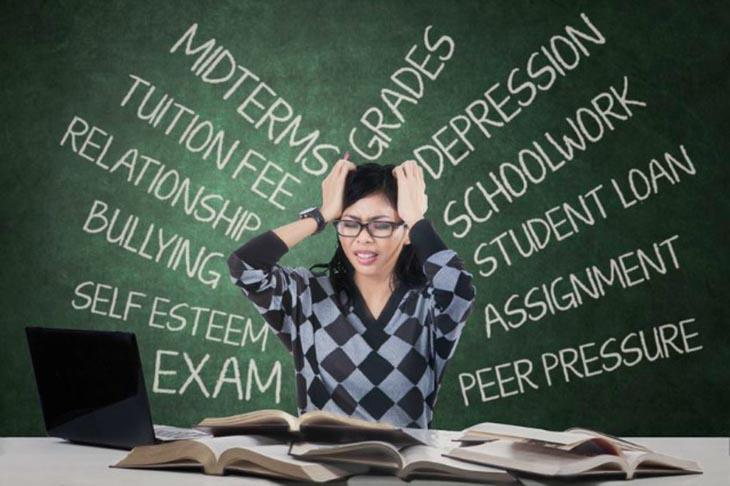 MIDTERMS
TUITION FEE
RELATIONSHIP
BULLYING
SELF ESTEEM
EXAM
GRADES
DEPRESSION
SCHOOLWORK
STUDENT LOAN
ASSIGNMENT
PEER PRESSURE